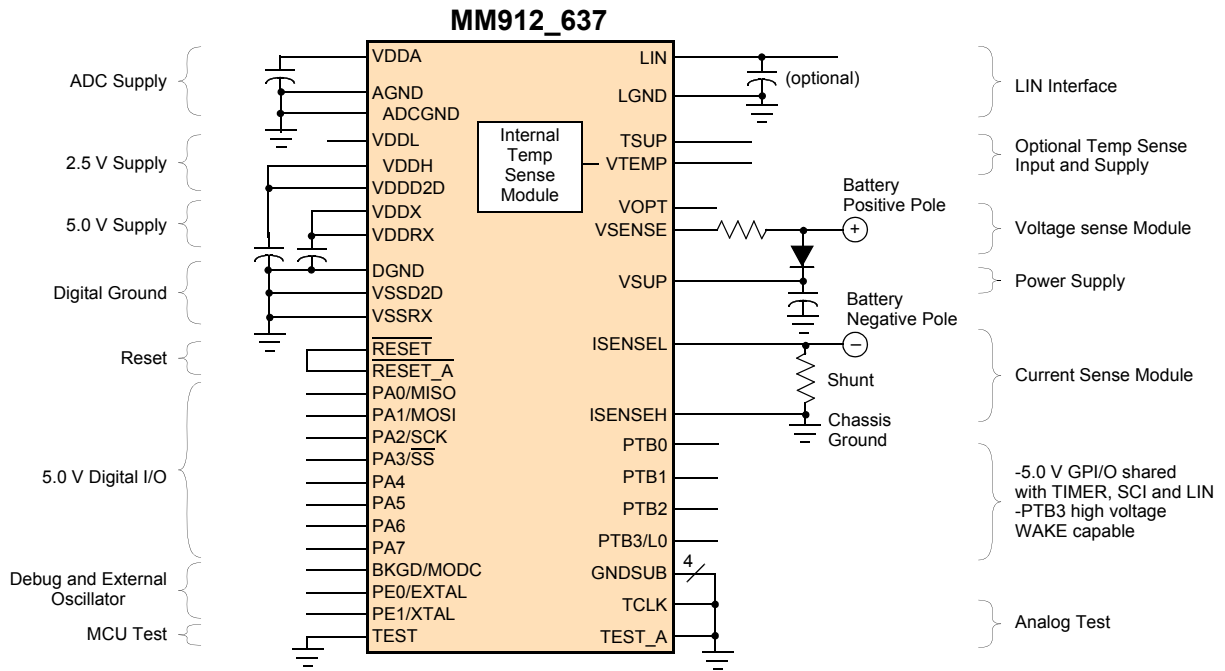 MM912_637
ADC Supply
2.5 V Supply
5.0 V Supply
Digital Ground
Reset
5.0 V Digital I/O
Debug and External
Oscillator
MCU Test
VDDA
AGND
ADCGND
VDDL
VDDH
VDDD2D
VDDX
VDDRX
DGND
VSSD2D
VSSRX
RESET
RESET_A
PA0/MISO
PA1/MOSI
PA2/SCK
PA3/SS
PA4
PA5
PA6
PA7
BKGD/MODC
PE0/EXTAL
PE1/XTAL
TEST
Internal
Temp
Sense
Module
LIN
LGND
TSUP
VTEMP
VOPT
VSENSE
VSUP
ISENSEL
ISENSEH
PTB0
PTB1
PTB2
PTB3/L0
GNDSUB
TCLK
TEST_A
(optional)
Battery
Positive Pole
+
Battery
Negative Pole
−
Shunt
Chassis
Ground
4
LIN Interface
Optional Temp Sense
Input and Supply
Voltage sense Module
Power Supply
Current Sense Module
-5.0 V GPI/O shared
with TIMER, SCI and LIN
-PTB3 high voltage
WAKE capable
Analog Test